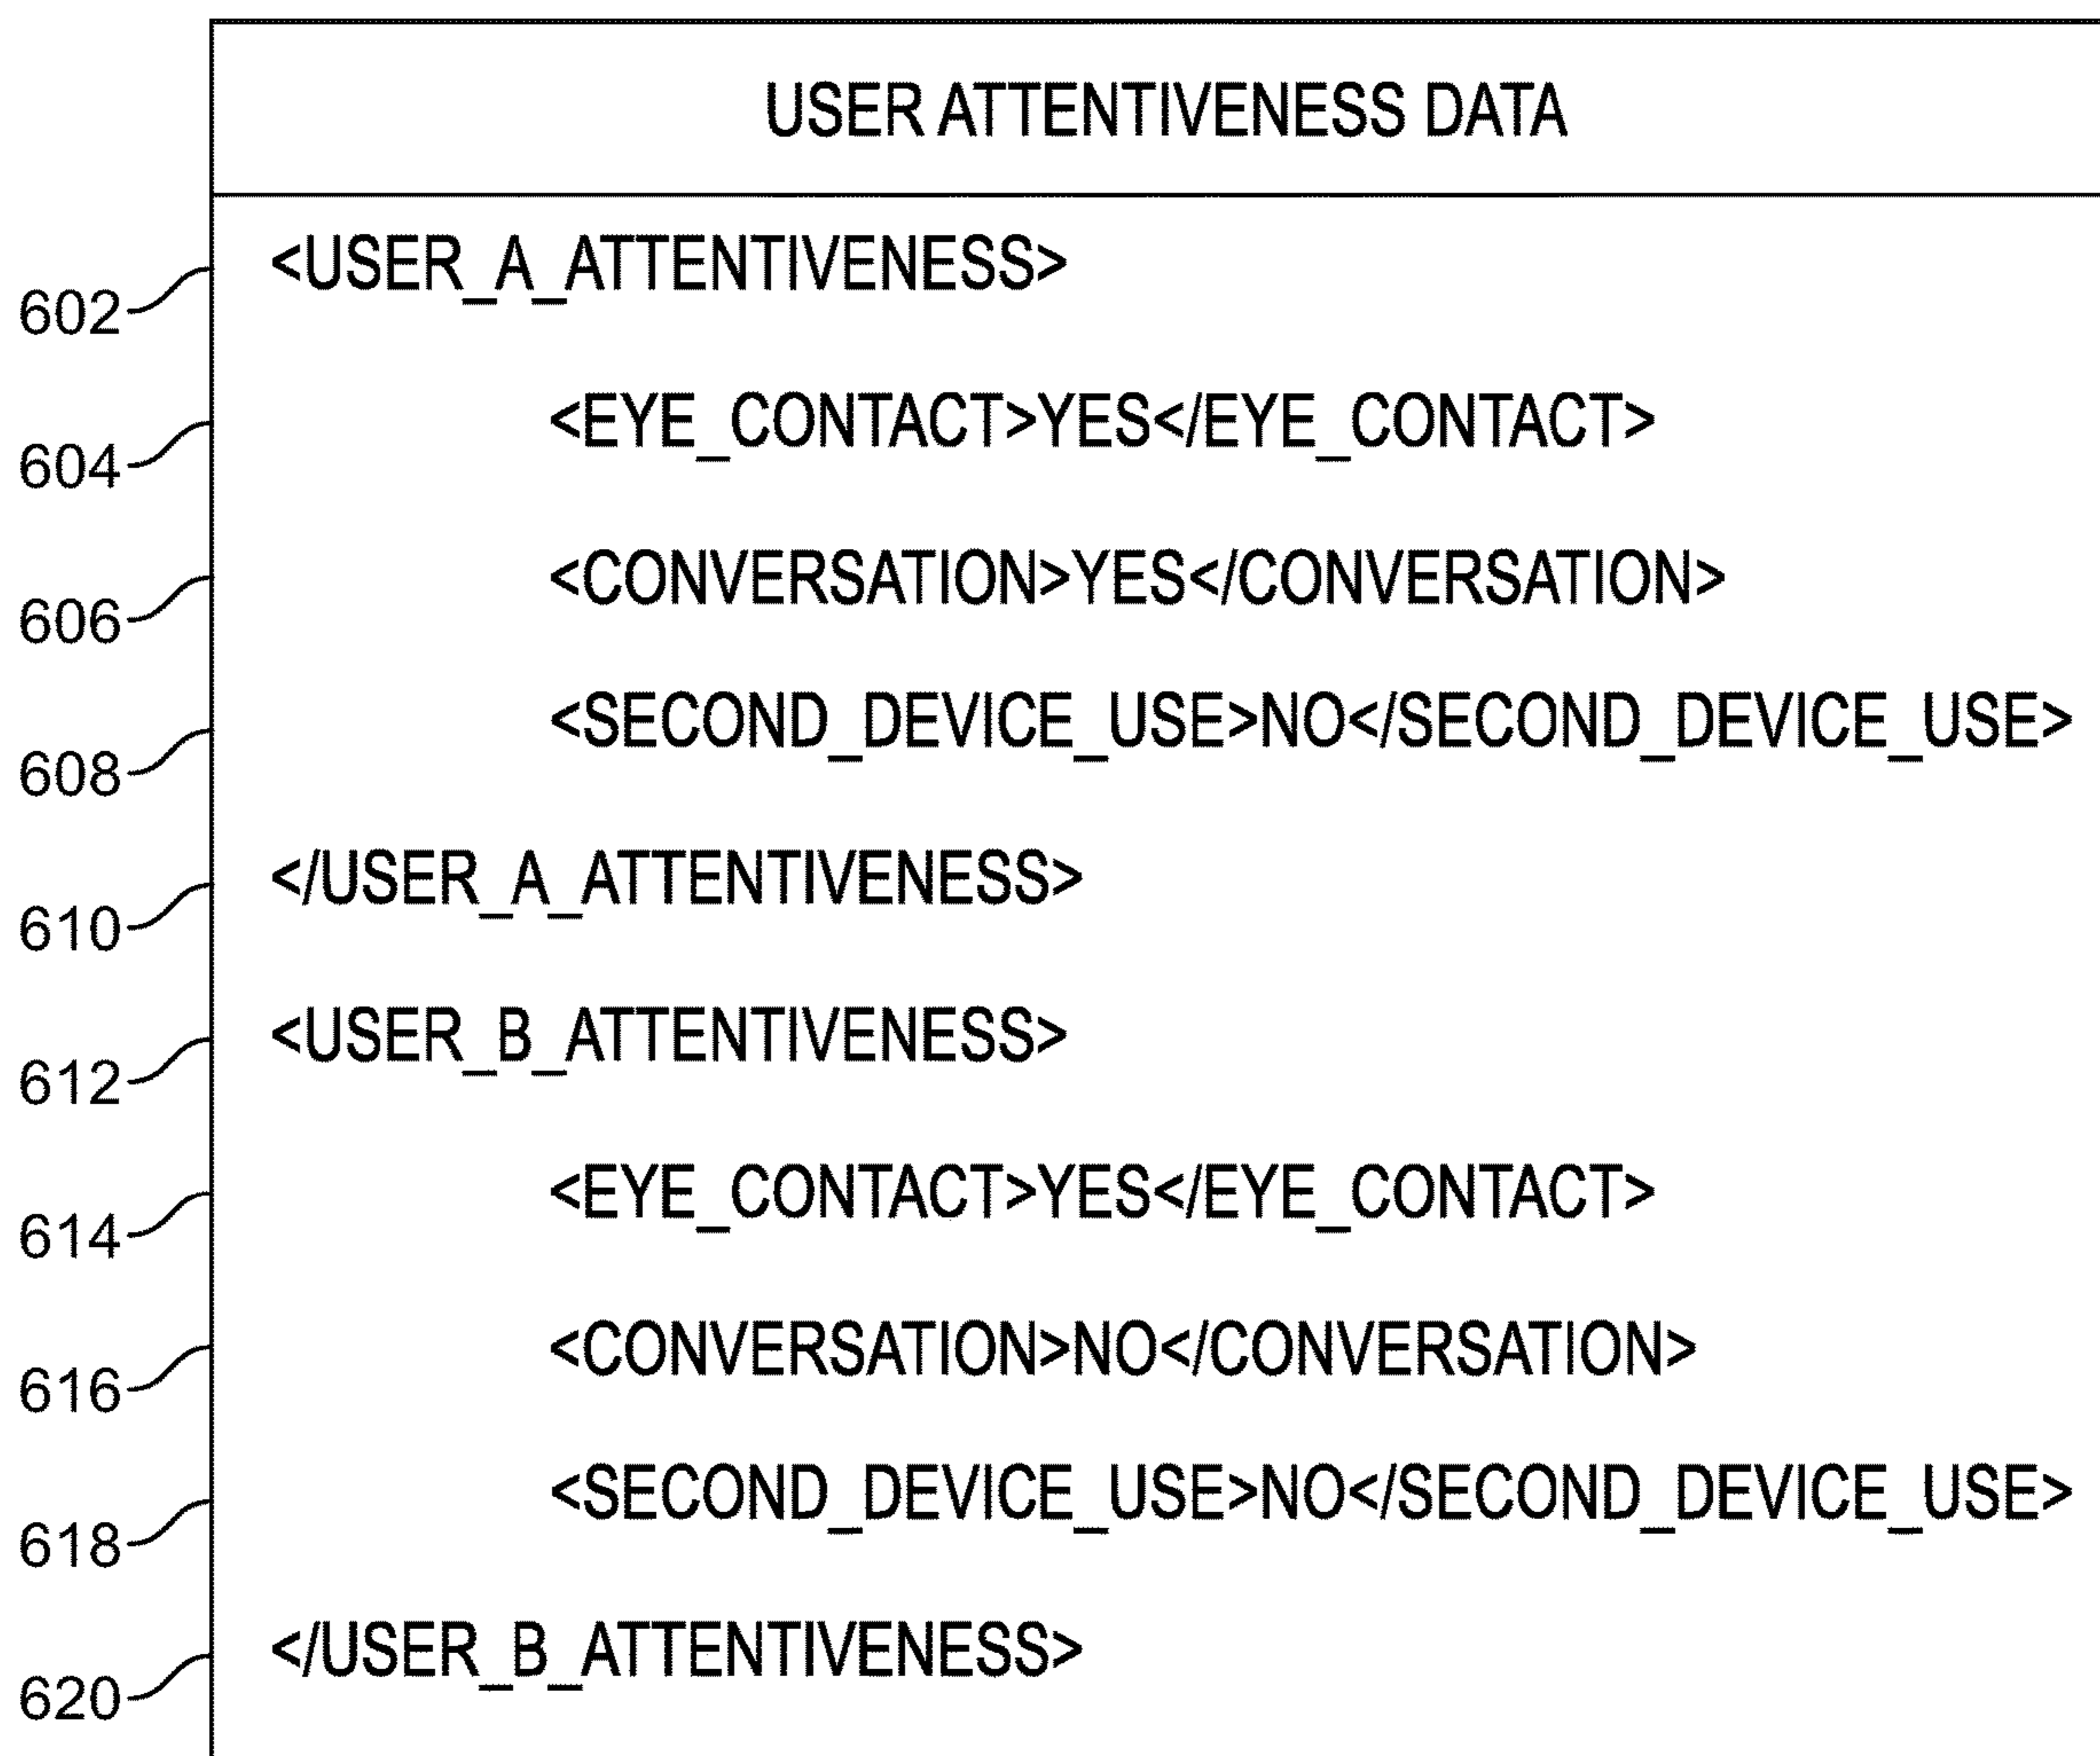 USER ATTENTIVENESS DATA
602 <USER_A_ATTENTIVENESS>
604 <EYE_CONTACT>YES</EYE_CONTACT>
606 <CONVERSATION>YES</CONVERSATION>
608 <SECOND_DEVICE_USE>NO</SECOND_DEVICE_USE>
610 </USER_A_ATTENTIVENESS>
612 <USER_B_ATTENTIVENESS>
614 <EYE_CONTACT>YES</EYE_CONTACT>
616 <CONVERSATION>NO</CONVERSATION>
618 <SECOND_DEVICE_USE>NO</SECOND_DEVICE_USE>
620 </USER_B_ATTENTIVENESS>